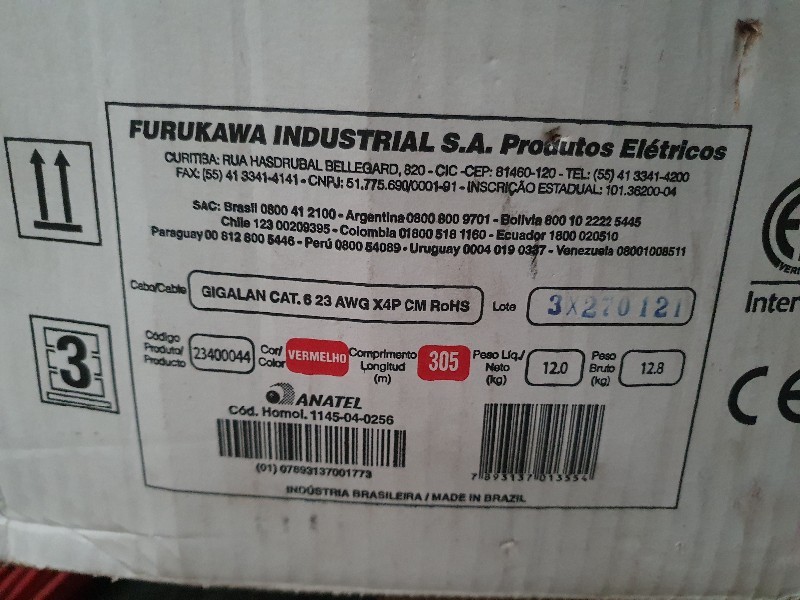 FURUKAWA INDUSTRIAL S.A. Produtos Elétricos
CURITIBA: RUA HASDRUBAL BELLEGARD, 820 - CIC -CEP: 81460-120 - TEL: (55) 41 3341-4200
FAX: (55) 41 3341-4141 - CNPJ: 51.775.690/0001-91 - INSCRIÇÃO ESTADUAL: 101.36200-04
SAC: Brasil 0800 41 2100 - Argentina 0800 800 9701 - Bolívia 800 10 2222 5445
Chile 123 00209395 - Colombia 01800 518 1160 - Ecuador 1800 020510
Paraguay 00 812 800 5446 - Perú 0800 54089 - Uruguay 0004 019 0337 - Venezuela 08001008511
Cabo/Cable GIGALAN CAT. 6 23 AWG X4P CM RoHS Lote 3X270121
Código Produto/ Producto 23400044 Cor/ Color VERMELHO Comprimento Longitud (m) 305 Peso Líq./ Neto (kg) 12.0 Peso Bruto (kg) 12.8
3
ANATEL
Cód. Homol. 1145-04-0256
(01) 07893137001773
7 893137 013554
INDÚSTRIA BRASILEIRA / MADE IN BRAZIL
CE